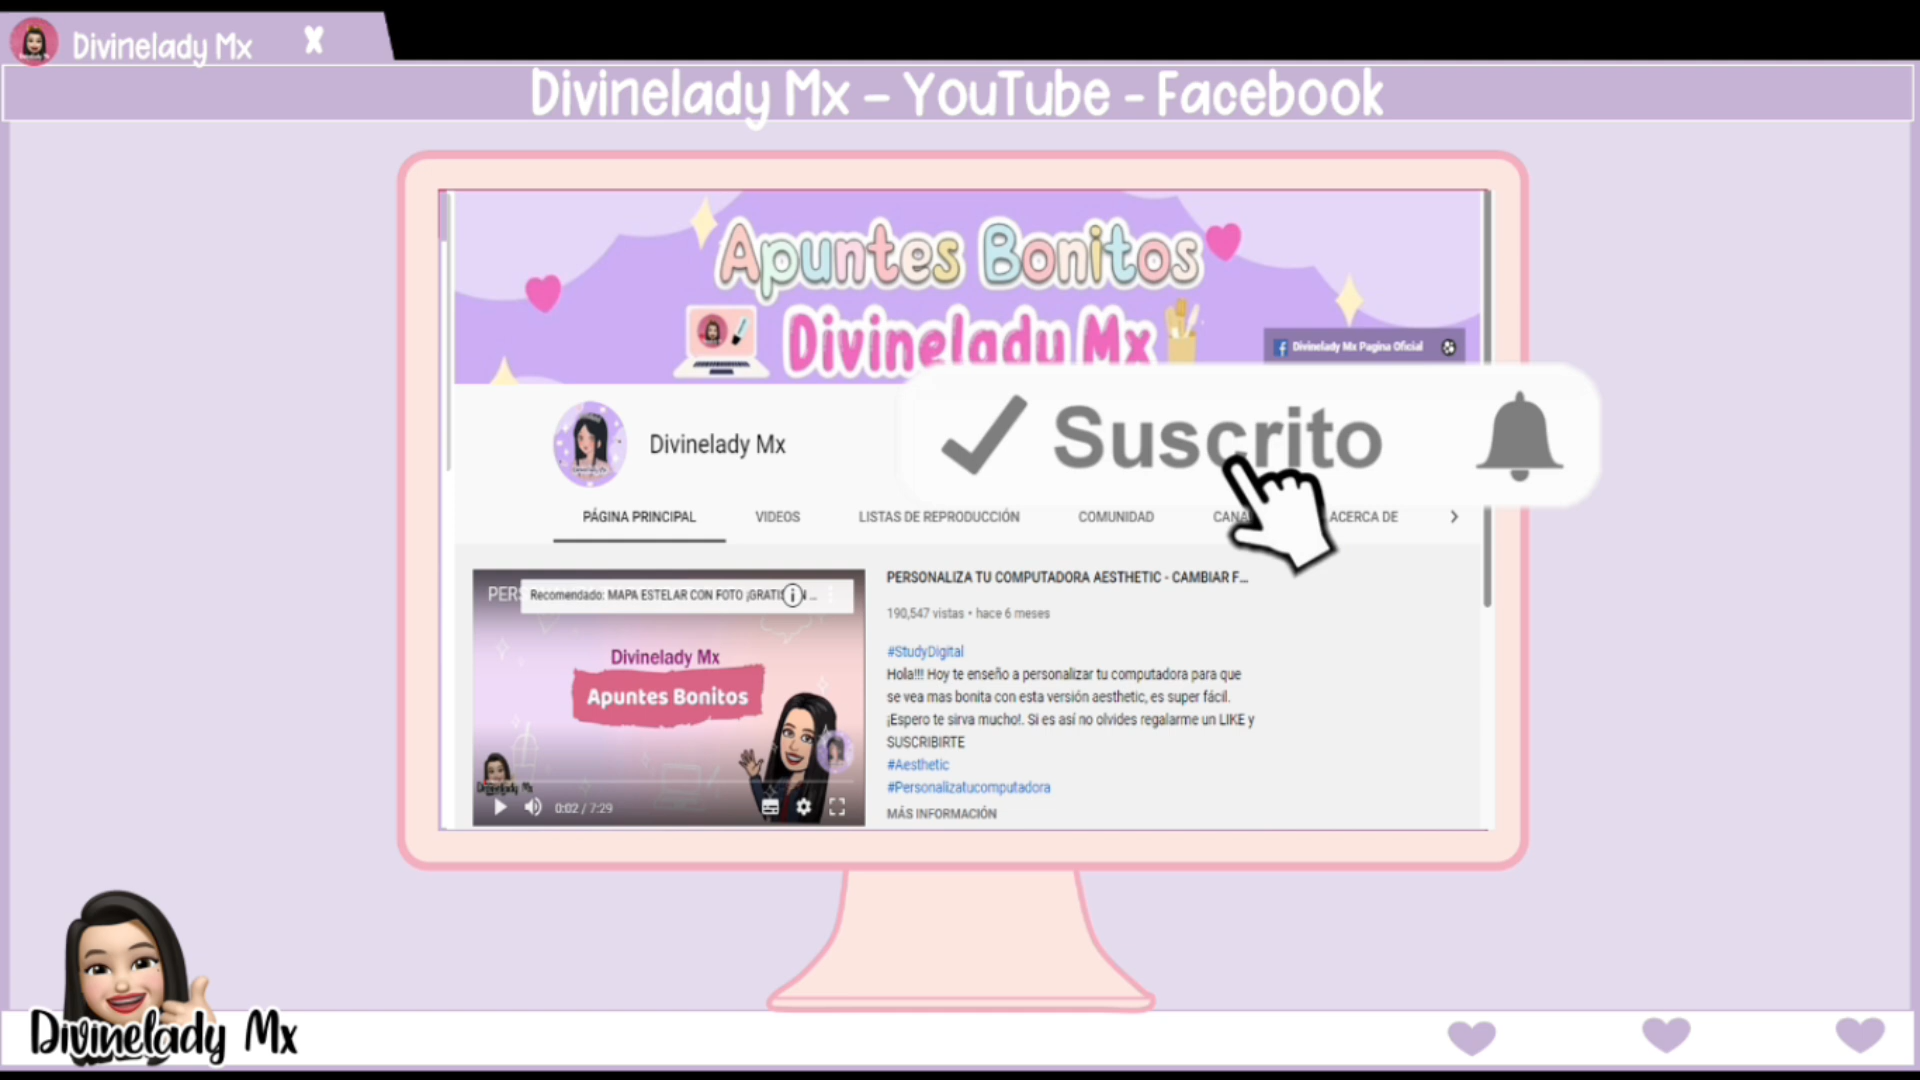 Divinelady Mx X
Divinelady Mx - YouTube - Facebook
Apuntes Bonitos
Divinelady Mx
Divinelady Mx Pagina Oficial
Divinelady Mx
Suscrito
PÁGINA PRINCIPAL VIDEOS LISTAS DE REPRODUCCIÓN COMUNIDAD CANA ACERCA DE
PERS
Recomendado: MAPA ESTELAR CON FOTO ¡GRATIS N ...
Divinelady Mx
Apuntes Bonitos
Divinelady Mx
0:02 / 7:29
PERSONALIZA TU COMPUTADORA AESTHETIC - CAMBIAR F...
190,547 vistas • hace 6 meses
#StudyDigital
Hola!!! Hoy te enseño a personalizar tu computadora para que
se vea mas bonita con esta versión aesthetic, es super fácil.
¡Espero te sirva mucho!. Si es así no olvides regalarme un LIKE y
SUSCRIBIRTE
#Aesthetic
#Personalizatucomputadora
MÁS INFORMACIÓN
Divinelady Mx